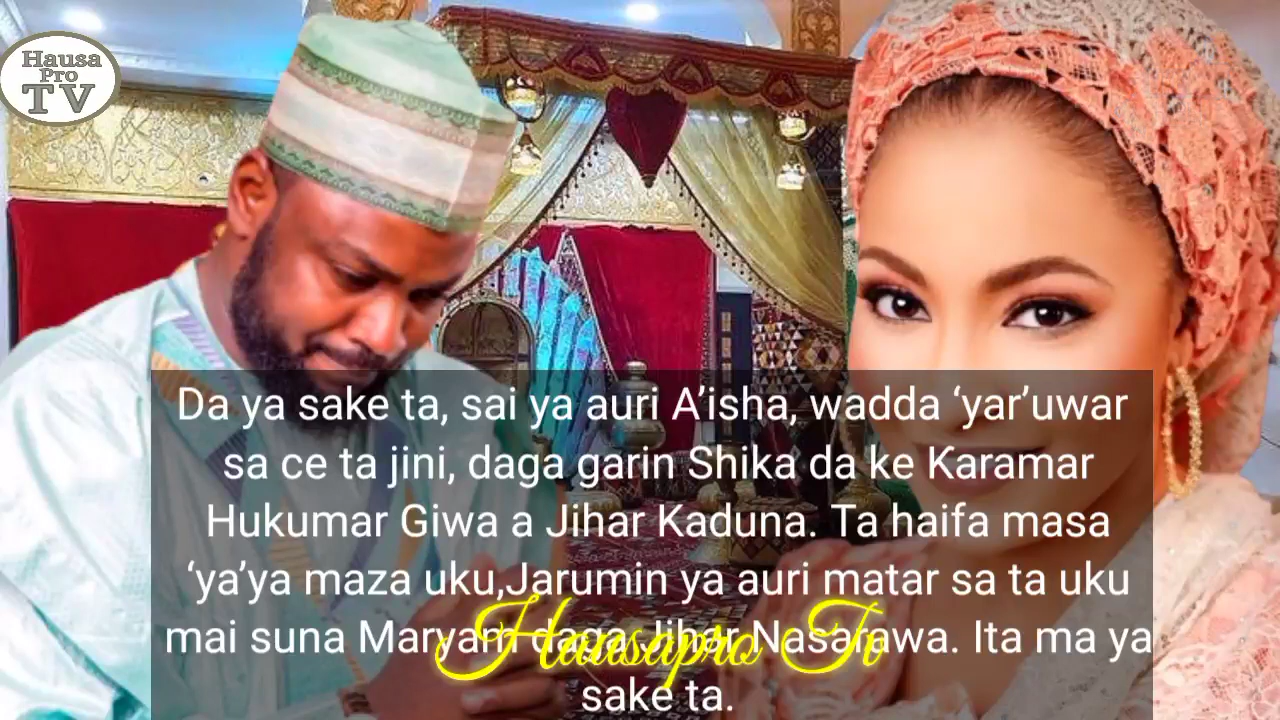 Hausa
Pro
TV
Da ya sake ta, sai ya auri A’isha, wadda ‘yar’uwar
sa ce ta jini, daga garin Shika da ke Karamar
Hukumar Giwa a Jihar Kaduna. Ta haifa masa
‘ya’ya maza uku,Jarumin ya auri matar sa ta uku
mai suna Maryam daga Jihar Nasarawa. Ita ma ya
sake ta.
Hausapro Tv